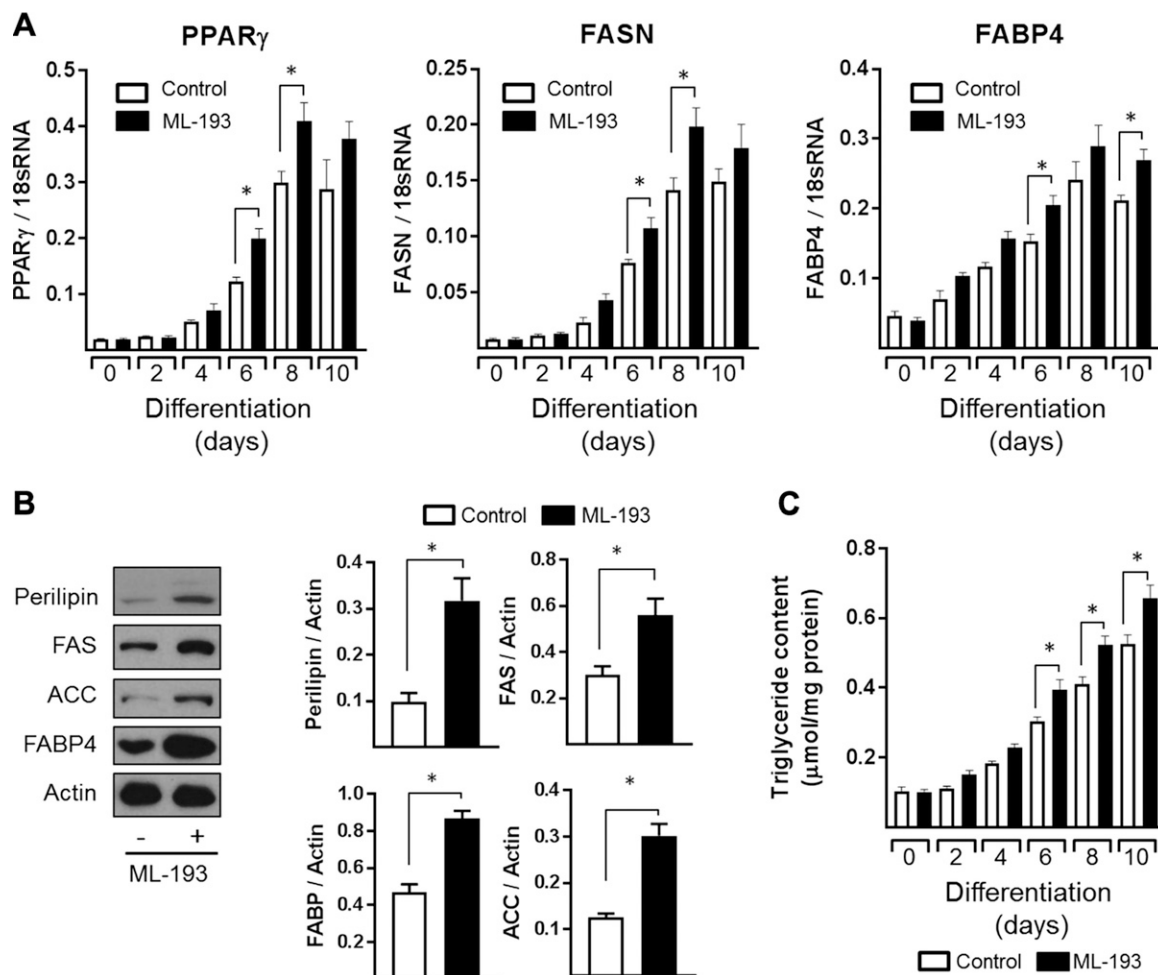 A
PPARγ
PPARγ / 18sRNA
0.5
0.4
0.3
0.2
0.1
Control
ML-193
*
*
0 2 4 6 8 10
Differentiation
(days)
FASN
FASN / 18sRNA
0.25
0.20
0.15
0.10
0.05
Control
ML-193
*
*
0 2 4 6 8 10
Differentiation
(days)
FABP4
FABP4 / 18sRNA
0.4
0.3
0.2
0.1
Control
ML-193
*
*
0 2 4 6 8 10
Differentiation
(days)
B
Perilipin
FAS
ACC
FABP4
Actin
- +
ML-193
Control ML-193
Perilipin / Actin
0.4
0.3
0.2
0.1
*
FAS / Actin
0.8
0.6
0.4
0.2
*
FABP / Actin
1.0
0.8
0.6
0.4
0.2
0.0
*
ACC / Actin
0.4
0.3
0.2
0.1
*
C
Triglyceride content
(μmol/mg protein)
0.8
0.6
0.4
0.2
*
*
*
0 2 4 6 8 10
Differentiation
(days)
Control ML-193